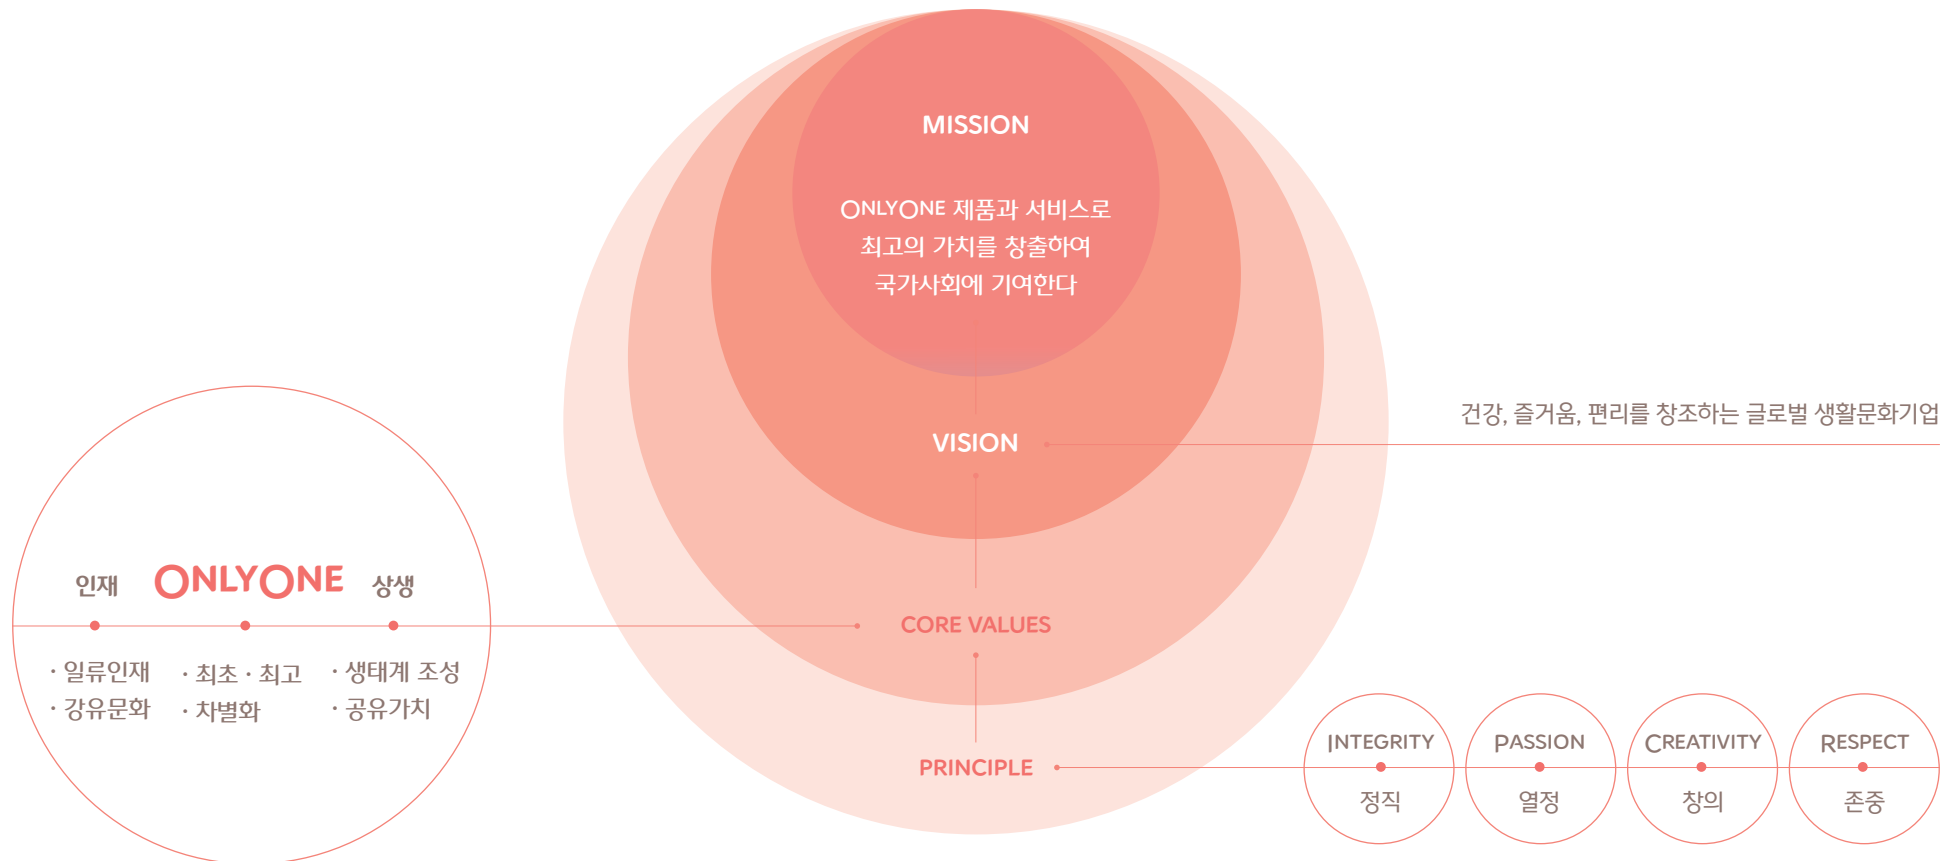 MISSION
ONLYONE 제품과 서비스로
최고의 가치를 창출하여
국가사회에 기여한다
VISION
건강, 즐거움, 편리를 창조하는 글로벌 생활문화기업
CORE VALUES
인재
· 일류인재
· 강유문화
ONLYONE
· 최초 · 최고
· 차별화
상생
· 생태계 조성
· 공유가치
PRINCIPLE
INTEGRITY
정직
PASSION
열정
CREATIVITY
창의
RESPECT
존중